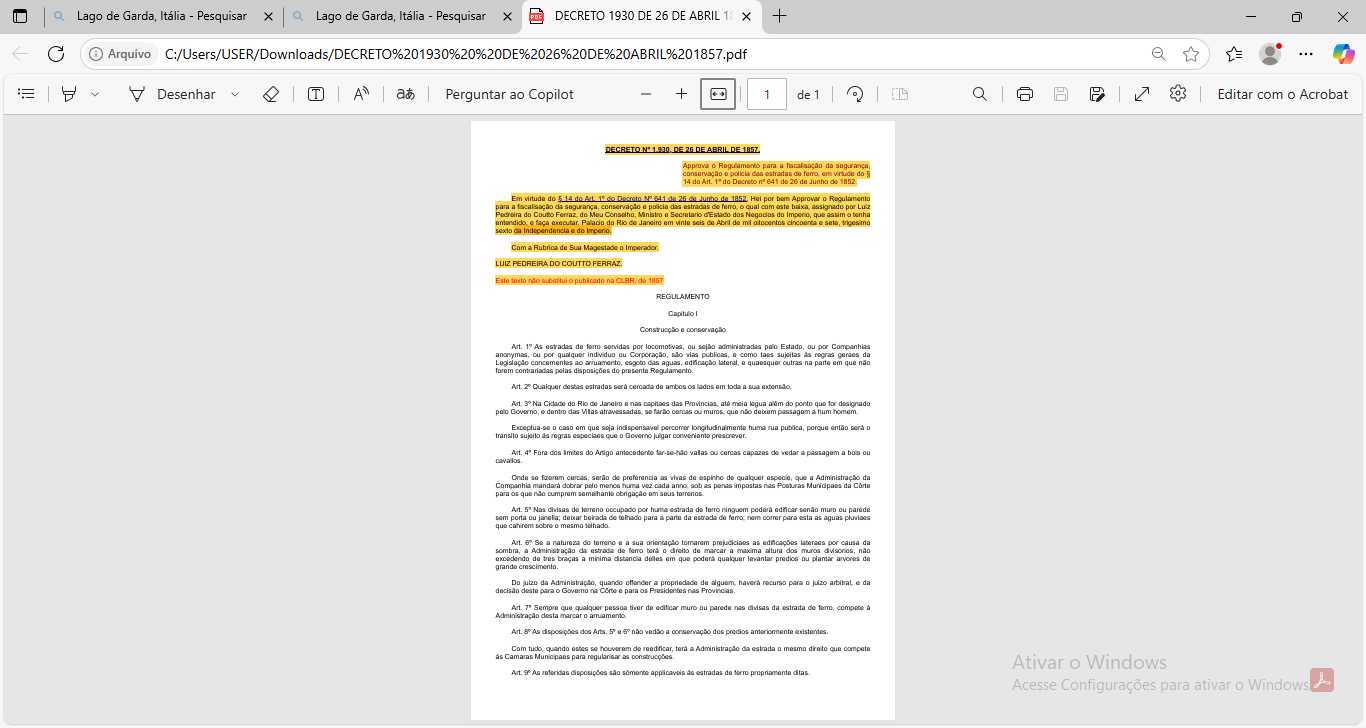 Lago de Garda, Itália - Pesquisar
Lago de Garda, Itália - Pesquisar
DECRETO 1930 DE 26 DE ABRIL 18
Arquivo
C:/Users/USER/Downloads/DECRETO%201930%20%20DE%2026%20DE%20ABRIL%201857.pdf
Desenhar
Perguntar ao Copilot
1
de 1
Editar com o Acrobat
DECRETO Nº 1.930, DE 26 DE ABRIL DE 1857.
Approva o Regulamento para a fiscalisação da segurança,
conservação e policia das estradas de ferro, em virtude do §
14 do Art. 1º do Decreto nº 641 de 26 de Junho de 1852.
Em virtude do § 14 do Art. 1º do Decreto Nº 641 de 26 de Junho de 1852, Hei por bem Approvar o Regulamento
para a fiscalisação da segurança, conservação e policia das estradas de ferro, o qual com este baixa, assignado por Luiz
Pedreira do Coutto Ferraz, do Meu Conselho, Ministro e Secretario d'Estado dos Negocios do Imperio, que assim o tenha
entendido, e faça executar. Palacio do Rio de Janeiro em vinte seis de Abril de mil oitocentos cincoenta e sete, trigesimo
sexto da Independencia e do Imperio.
Com a Rubrica de Sua Magestade o Imperador.
LUIZ PEDREIRA DO COUTTO FERRAZ.
Este texto não substitui o publicado na CLBR, de 1857
REGULAMENTO
Capitulo I
Construcção e conservação
Art. 1º As estradas de ferro servidas por locomotivas, ou sejão administradas pelo Estado, ou por Companhias
anonymas, ou por qualquer individuo ou Corporação, são vias publicas, e como taes sujeitas ás regras geraes da
Legislação concernentes ao arruamento, esgoto das aguas, edificação lateral, e quaesquer outras na parte em que não
forem contrariadas pelas disposições do presente Regulamento.
Art. 2º Qualquer destas estradas será cercada de ambos os lados em toda a sua extensão.
Art. 3º Na Cidade do Rio de Janeiro e nas capitaes das Provincias, até meia legua além do ponto que for designado
pelo Governo, e dentro das Villas atravessadas, se farão cercas ou muros, que não deixem passagem a hum homem.
Exceptua-se o caso em que seja indispensavel percorrer longitudinalmente huma rua publica, porque então será o
transito sujeito ás regras especiaes que o Governo julgar conveniente prescrever.
Art. 4º Fora dos limites do Artigo antecedente far-se-hão vallas ou cercas capazes de vedar a passagem a bois ou
cavallos.
Onde se fizerem cercas, serão de preferencia as vivas de espinho de qualquer especie, que a Administração da
Companhia mandará dobrar pelo menos huma vez cada anno, sob as penas impostas nas Posturas Municipaes da Côrte
para os que não cumprem semelhante obrigação em seus terrenos.
Art. 5º Nas divisas de terreno occupado por huma estrada de ferro ninguem poderá edificar senão muro ou parede
sem porta ou janella; deixar beirada de telhado para a parte da estrada de ferro; nem correr para esta as aguas pluviaes
que cahirem sobre o mesmo telhado.
Art. 6º Se a natureza do terreno e a sua orientação tornarem prejudiciaes as edificações lateraes por causa da
sombra, a Administração da estrada de ferro terá o direito de marcar a maxima altura dos muros divisorios, não
excedendo de tres braças a minima distancia delles em que poderá qualquer levantar predios ou plantar arvores de
grande crescimento.
Do juizo da Administração, quando offender a propriedade de alguem, haverá recurso para o juizo arbitral, e da
decisão deste para o Governo na Côrte e para os Presidentes nas Provincias.
Art. 7º Sempre que qualquer pessoa tiver de edificar muro ou parede nas divisas da estrada de ferro, compete á
Administração desta marcar o arruamento.
Art. 8º As disposições dos Arts. 5º e 6º não vedão a conservação dos predios anteriormente existentes.
Com tudo, quando estes se houverem de reedificar, terá a Administração da estrada o mesmo direito que compete
ás Camaras Municipaes para regularisar as construcções.
Art. 9º As referidas disposições são sómente applicaveis ás estradas de ferro propriamente ditas.
Ativar o Windows
Acesse Configurações para ativar o Windows